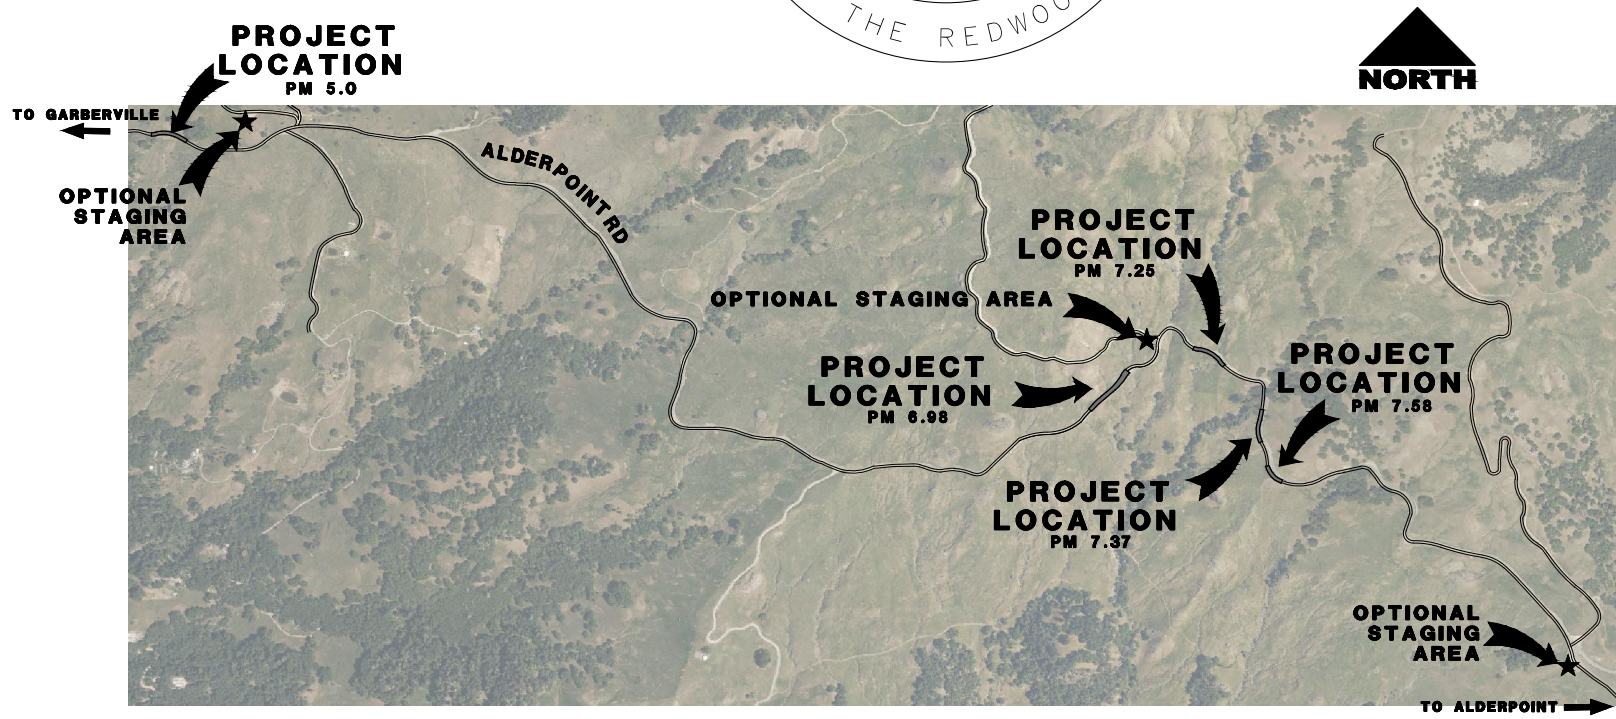 THE REDWOO
NORTH
PROJECT
LOCATION
PM 5.0
TO GARBERVILLE
OPTIONAL
STAGING
AREA
ALDERPOINT RD
PROJECT
LOCATION
PM 7.25
OPTIONAL STAGING AREA
PROJECT
LOCATION
PM 6.98
PROJECT
LOCATION
PM 7.58
PROJECT
LOCATION
PM 7.37
OPTIONAL
STAGING
AREA
TO ALDERPOINT